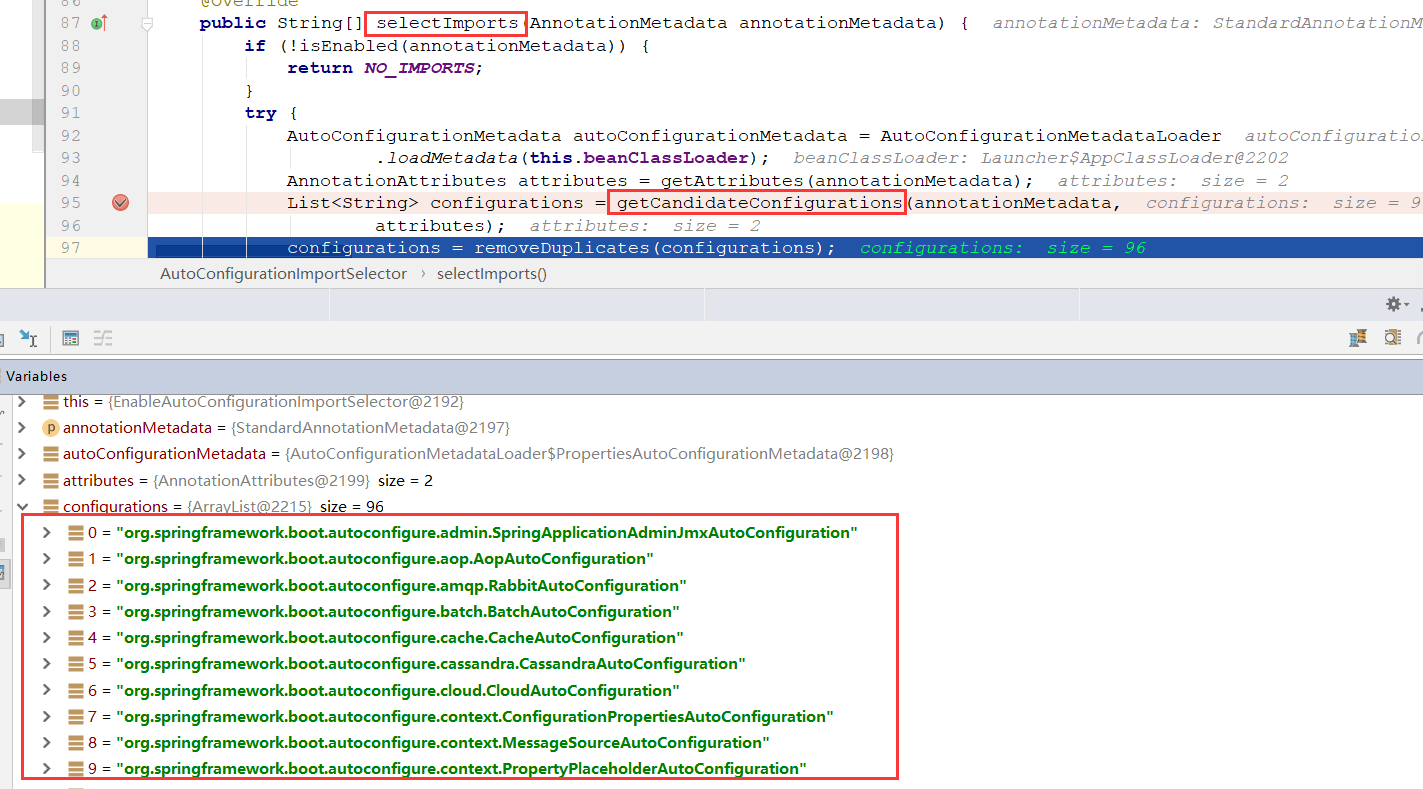 86 @Override
87 public String[] selectImports(AnnotationMetadata annotationMetadata) { annotationMetadata: StandardAnnotationM
88 if (!isEnabled(annotationMetadata)) {
89 return NO_IMPORTS;
90 }
91 try {
92 AutoConfigurationMetadata autoConfigurationMetadata = AutoConfigurationMetadataLoader autoConfiguration
93 .loadMetadata(this.beanClassLoader); beanClassLoader: Launcher$AppClassLoader@2202
94 AnnotationAttributes attributes = getAttributes(annotationMetadata); attributes: size = 2
95 List<String> configurations = getCandidateConfigurations(annotationMetadata, configurations: size = 9
96 attributes); attributes: size = 2
97 configurations = removeDuplicates(configurations); configurations: size = 96
AutoConfigurationImportSelector › selectImports()
Variables
this = {EnableAutoConfigurationImportSelector@2192}
p annotationMetadata = {StandardAnnotationMetadata@2197}
autoConfigurationMetadata = {AutoConfigurationMetadataLoader$PropertiesAutoConfigurationMetadata@2198}
attributes = {AnnotationAttributes@2199} size = 2
configurations = {ArrayList@2215} size = 96
0 = "org.springframework.boot.autoconfigure.admin.SpringApplicationAdminJmxAutoConfiguration"
1 = "org.springframework.boot.autoconfigure.aop.AopAutoConfiguration"
2 = "org.springframework.boot.autoconfigure.amqp.RabbitAutoConfiguration"
3 = "org.springframework.boot.autoconfigure.batch.BatchAutoConfiguration"
4 = "org.springframework.boot.autoconfigure.cache.CacheAutoConfiguration"
5 = "org.springframework.boot.autoconfigure.cassandra.CassandraAutoConfiguration"
6 = "org.springframework.boot.autoconfigure.cloud.CloudAutoConfiguration"
7 = "org.springframework.boot.autoconfigure.context.ConfigurationPropertiesAutoConfiguration"
8 = "org.springframework.boot.autoconfigure.context.MessageSourceAutoConfiguration"
9 = "org.springframework.boot.autoconfigure.context.PropertyPlaceholderAutoConfiguration"